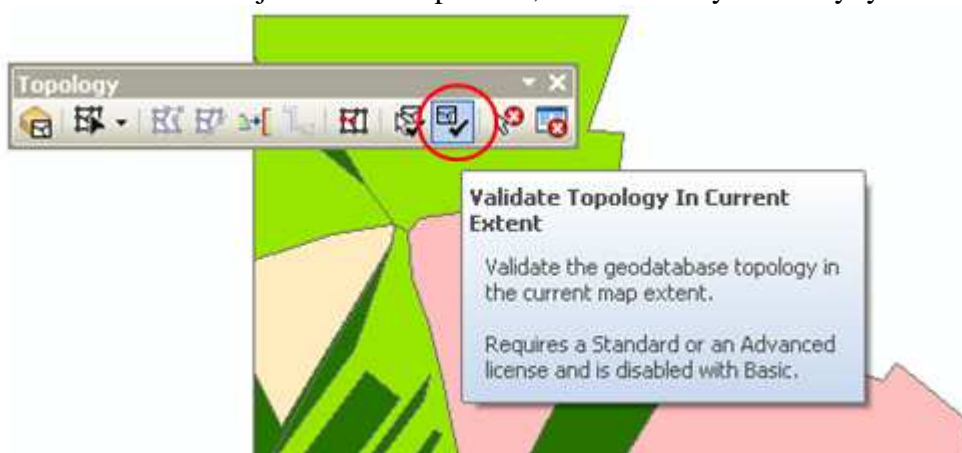 Topology
Validate Topology In Current
Extent
Validate the geodatabase topology in
the current map extent.
Requires a Standard or an Advanced
license and is disabled with Basic.